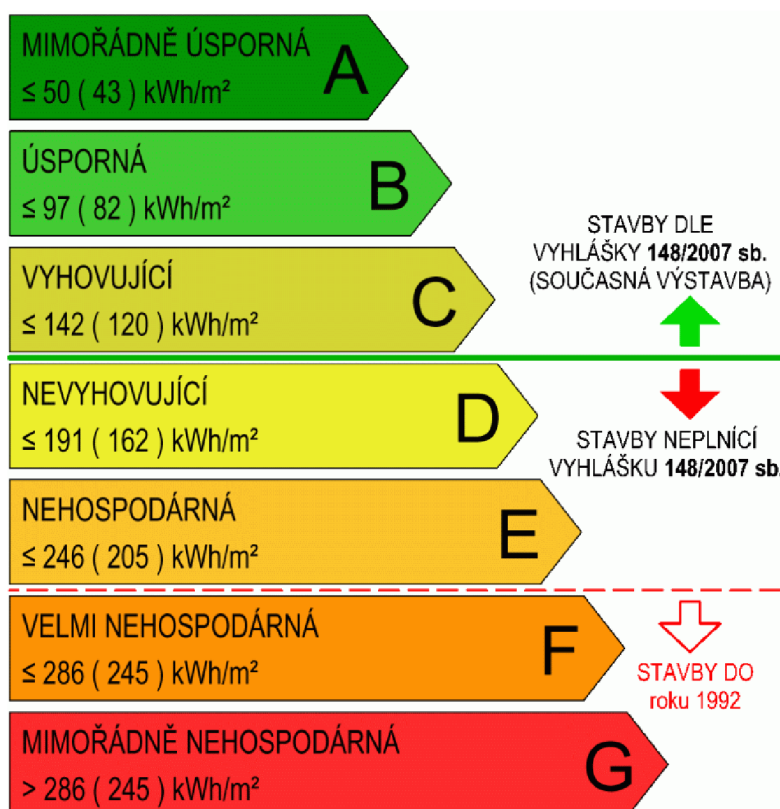 MIMOŘÁDNĚ ÚSPORNÁ
≤ 50 ( 43 ) kWh/m²
A
ÚSPORNÁ
≤ 97 ( 82 ) kWh/m²
B
VYHOVUJÍCÍ
≤ 142 ( 120 ) kWh/m²
C
STAVBY DLE
VYHLÁŠKY 148/2007 sb.
(SOUČASNÁ VÝSTAVBA)
NEVYHOVUJÍCÍ
≤ 191 ( 162 ) kWh/m²
D
STAVBY NEPLNÍCÍ
VYHLÁŠKU 148/2007 sb.
NEHOSPODÁRNÁ
≤ 246 ( 205 ) kWh/m²
E
VELMI NEHOSPODÁRNÁ
≤ 286 ( 245 ) kWh/m²
F
STAVBY DO
roku 1992
MIMOŘÁDNĚ NEHOSPODÁRNÁ
> 286 ( 245 ) kWh/m²
G